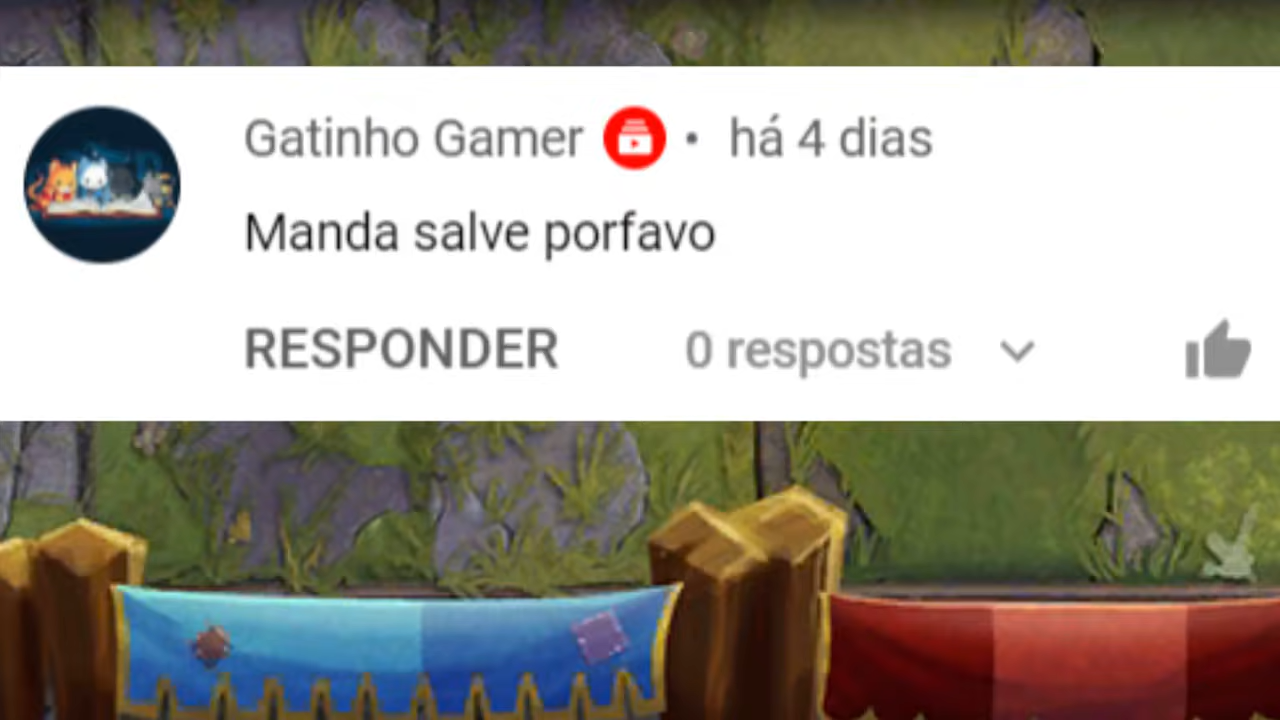 Gatinho Gamer • há 4 dias
Manda salve porfavo
RESPONDER 0 respostas